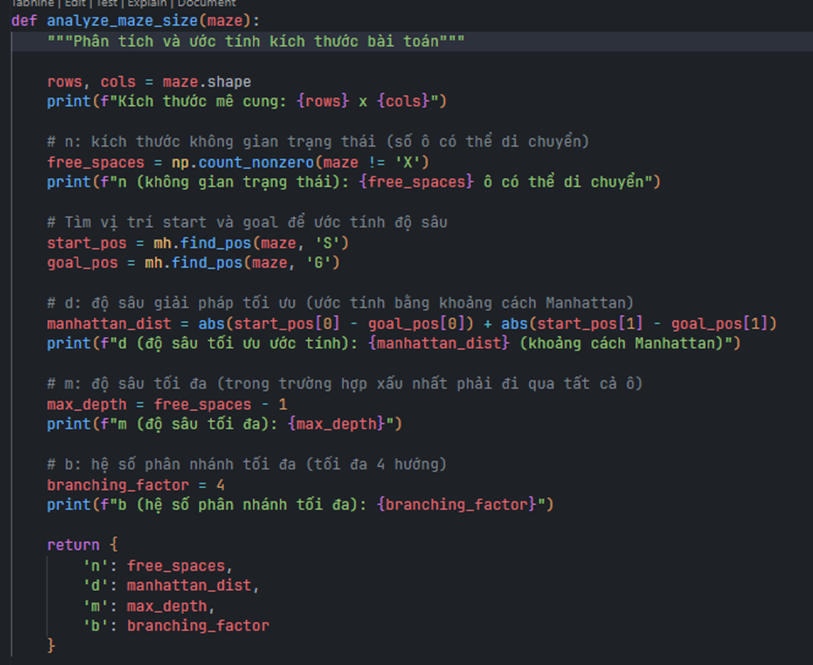 Tabnine | Edit | Test | Explain | Document
def analyze_maze_size(maze):
    """Phân tích và ước tính kích thước bài toán"""
    rows, cols = maze.shape
    print(f"Kích thước mê cung: {rows} x {cols}")
    # n: kích thước không gian trạng thái (số ô có thể di chuyển)
    free_spaces = np.count_nonzero(maze != 'X')
    print(f"n (không gian trạng thái): {free_spaces} ô có thể di chuyển")
    # Tìm vị trí start và goal để ước tính độ sâu
    start_pos = mh.find_pos(maze, 'S')
    goal_pos = mh.find_pos(maze, 'G')
    # d: độ sâu giải pháp tối ưu (ước tính bằng khoảng cách Manhattan)
    manhattan_dist = abs(start_pos[0] - goal_pos[0]) + abs(start_pos[1] - goal_pos[1])
    print(f"d (độ sâu tối ưu ước tính): {manhattan_dist} (khoảng cách Manhattan)")
    # m: độ sâu tối đa (trong trường hợp xấu nhất phải đi qua tất cả ô)
    max_depth = free_spaces - 1
    print(f"m (độ sâu tối đa): {max_depth}")
    # b: hệ số phân nhánh tối đa (tối đa 4 hướng)
    branching_factor = 4
    print(f"b (hệ số phân nhánh tối đa): {branching_factor}")
    return {
        'n': free_spaces,
        'd': manhattan_dist,
        'm': max_depth,
        'b': branching_factor
    }